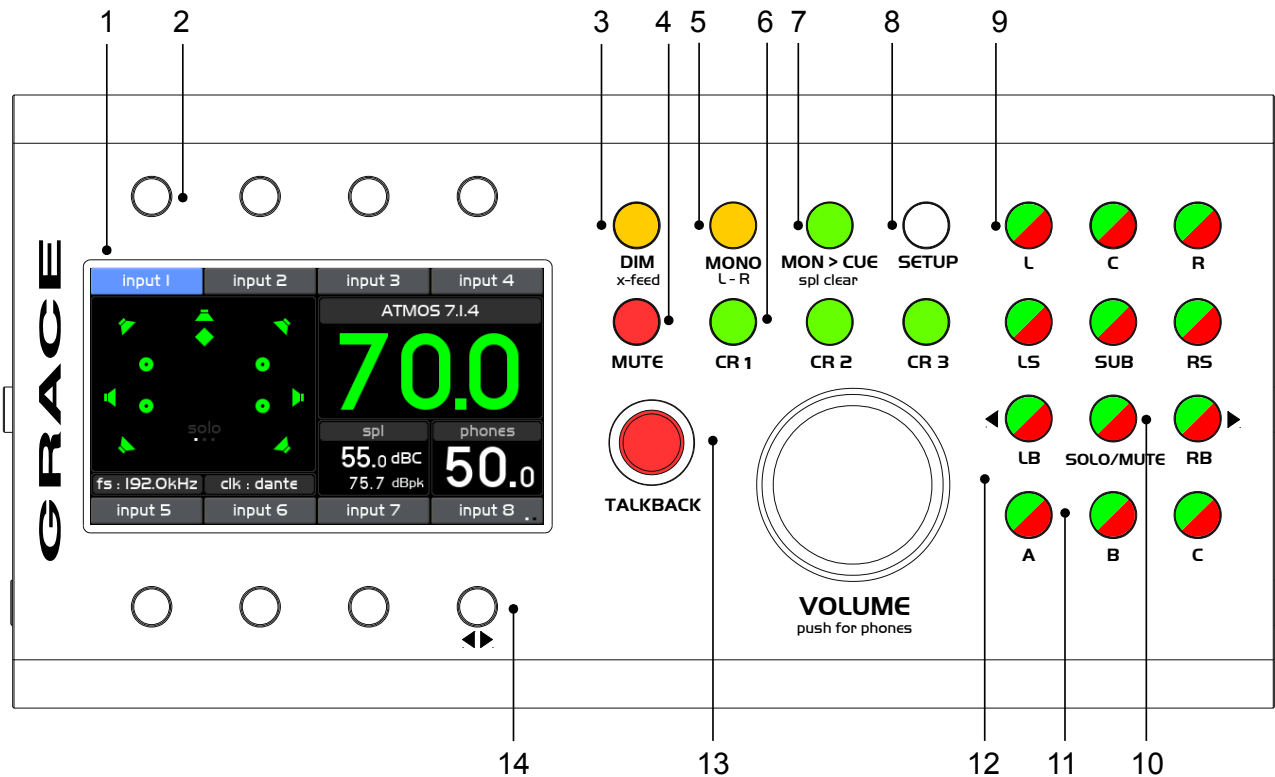 1 2 3 4 5 6 7 8 9
GRACE
input 1 input 2 input 3 input 4
ATMOS 7.1.4
70.0
solo
spl phones
55.0 dBC
75.7 dBpk
50.0
fs : 192.0kHz clk : dante
input 5 input 6 input 7 input 8
DIM MONO MON > CUE SETUP
x-feed L - R spl clear
MUTE CR 1 CR 2 CR 3
TALKBACK
VOLUME
push for phones
L C R
LS SUB RS
LB SOLO/MUTE RB
A B C
14 13 12 11 10